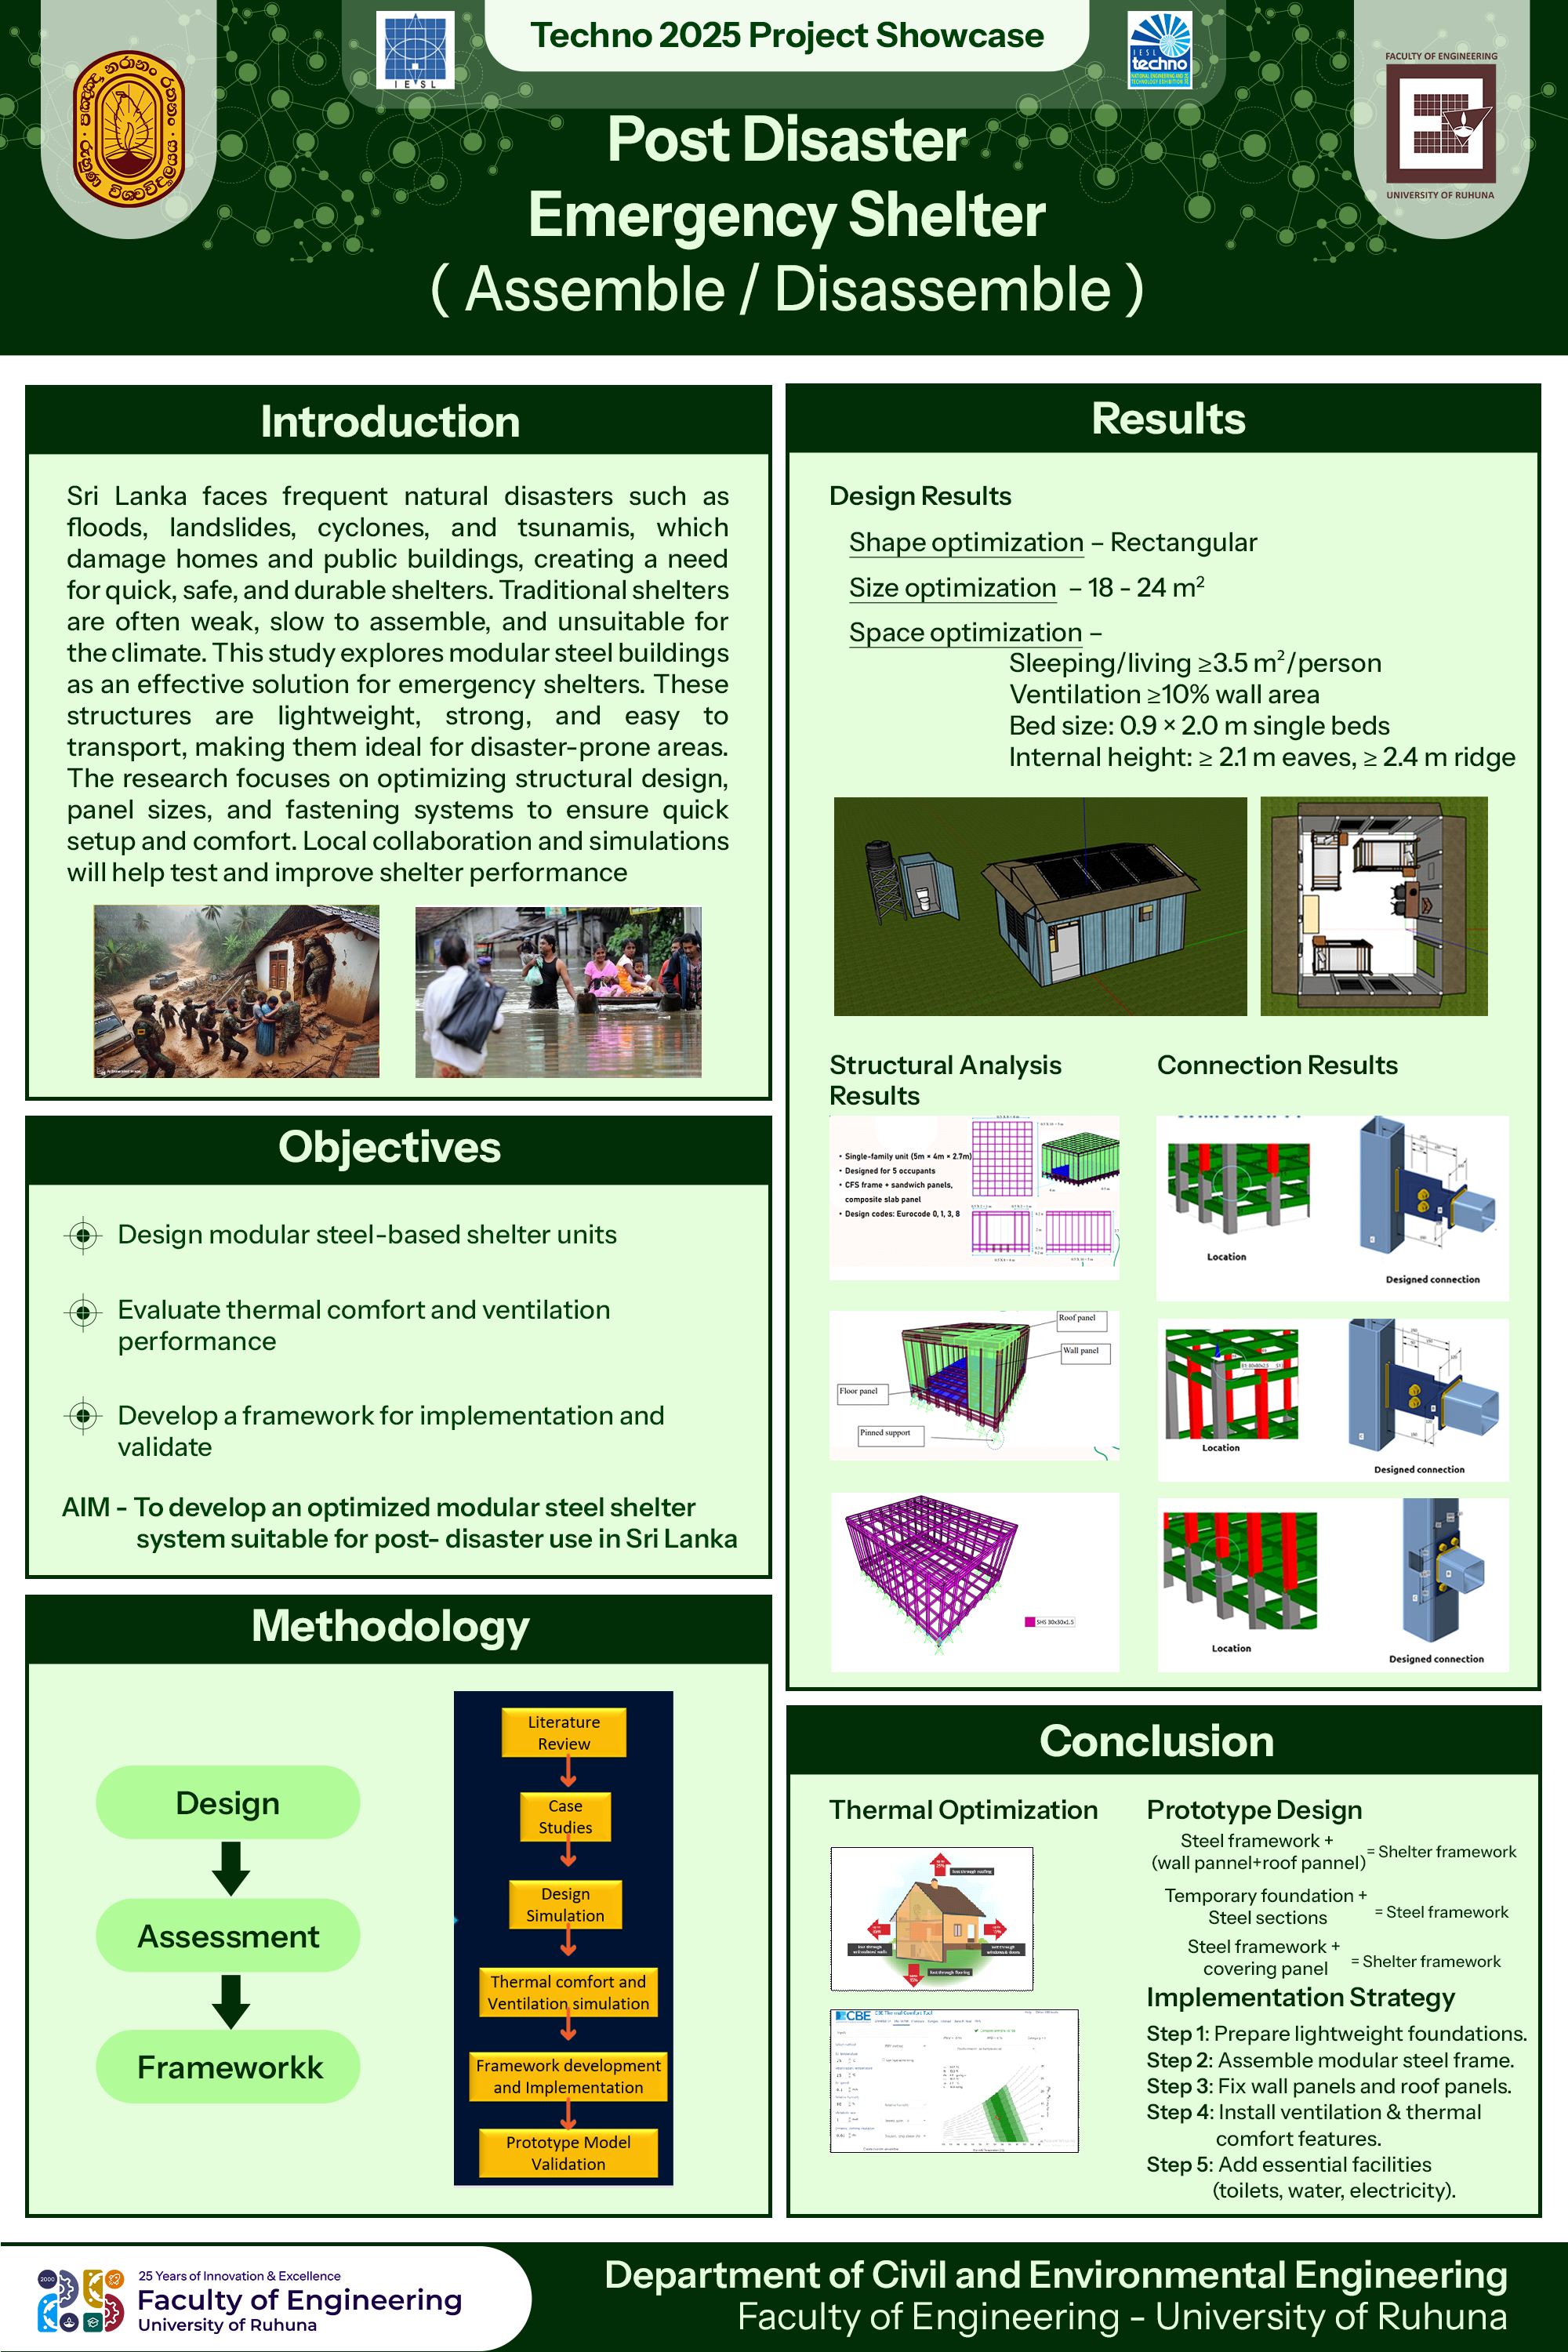 Techno 2025 Project Showcase
IESL
IESL
techno
FACULTY OF ENGINEERING
UNIVERSITY OF RUHUNA
Post Disaster
Emergency Shelter
( Assemble / Disassemble )
Introduction
Sri Lanka faces frequent natural disasters such as
floods, landslides, cyclones, and tsunamis, which
damage homes and public buildings, creating a need
for quick, safe, and durable shelters. Traditional shelters
are often weak, slow to assemble, and unsuitable for
the climate. This study explores modular steel buildings
as an effective solution for emergency shelters. These
structures are lightweight, strong, and easy to
transport, making them ideal for disaster-prone areas.
The research focuses on optimizing structural design,
panel sizes, and fastening systems to ensure quick
setup and comfort. Local collaboration and simulations
will help test and improve shelter performance
Objectives
Design modular steel-based shelter units
Evaluate thermal comfort and ventilation
performance
Develop a framework for implementation and
validate
AIM - To develop an optimized modular steel shelter
system suitable for post- disaster use in Sri Lanka
Methodology
Design
Assessment
Frameworkk
Literature
Review
Case
Studies
Design
Simulation
Thermal comfort and
Ventilation simulation
Framework development
and Implementation
Prototype Model
Validation
Results
Design Results
Shape optimization – Rectangular
Size optimization – 18 - 24 m²
Space optimization –
Sleeping/living ≥3.5 m²/person
Ventilation ≥10% wall area
Bed size: 0.9 × 2.0 m single beds
Internal height: ≥ 2.1 m eaves, ≥ 2.4 m ridge
Structural Analysis
Results
• Single-family unit (5m × 4m × 2.7m)
• Designed for 5 occupants
• CFS frame + sandwich panels,
composite slab panel
• Design codes: Eurocode 0, 1, 3, 8
Roof panel
Wall panel
Floor panel
Pinned support
SHS 30x30x1.5
Connection Results
Location
Designed connection
Location
Designed connection
Location
Designed connection
Conclusion
Thermal Optimization
CBE
CBE Thermal Comfort Tool
Prototype Design
Steel framework +
(wall pannel+roof pannel) = Shelter framework
Temporary foundation +
Steel sections = Steel framework
Steel framework +
covering panel = Shelter framework
Implementation Strategy
Step 1: Prepare lightweight foundations.
Step 2: Assemble modular steel frame.
Step 3: Fix wall panels and roof panels.
Step 4: Install ventilation & thermal
comfort features.
Step 5: Add essential facilities
(toilets, water, electricity).
2000
25 Years of Innovation & Excellence
Faculty of Engineering
University of Ruhuna
Department of Civil and Environmental Engineering
Faculty of Engineering - University of Ruhuna